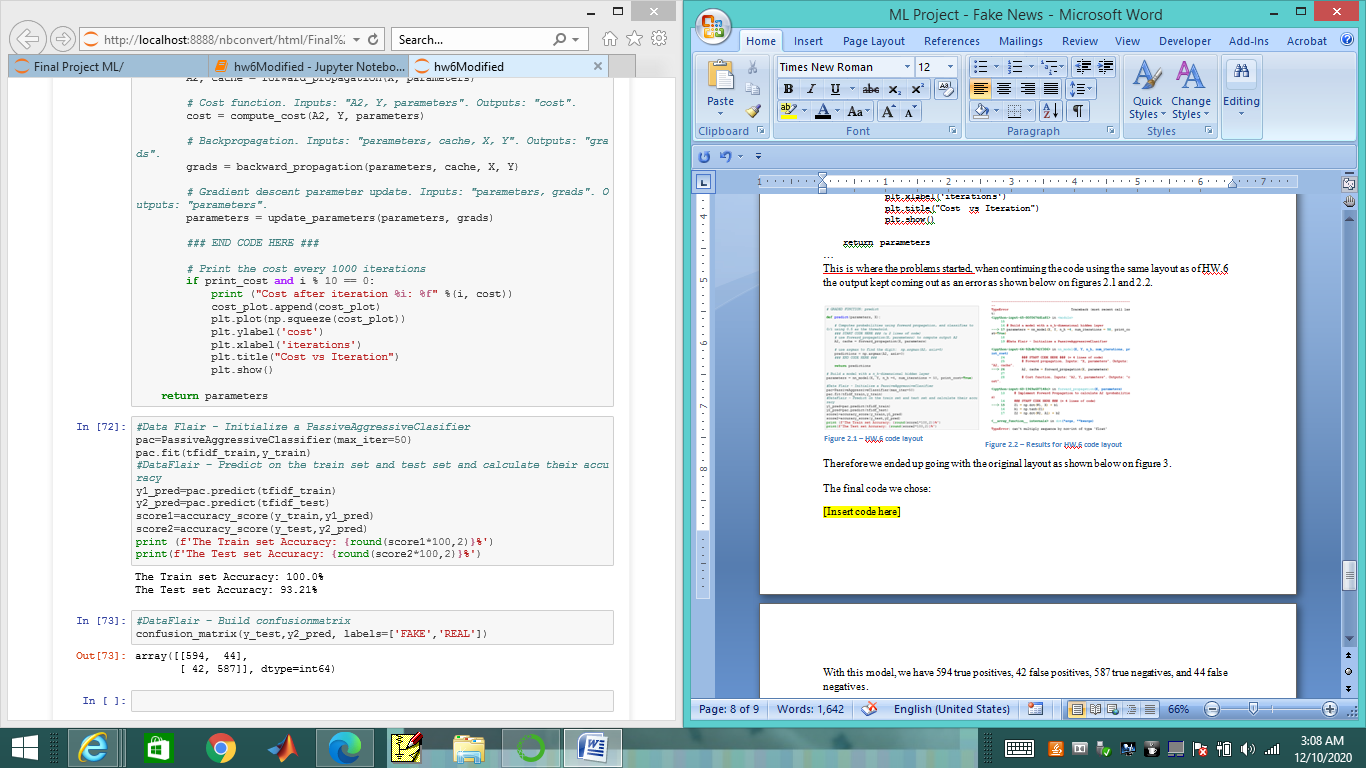 http://localhost:8888/nbconvert/html/Final%
Search...
Final Project ML/
hw6Modified - Jupyter Notebo...
hw6Modified
A2, cache = forward_propagation(X, parameters)
# Cost function. Inputs: "A2, Y, parameters". Outputs: "cost".
cost = compute_cost(A2, Y, parameters)
# Backpropagation. Inputs: "parameters, cache, X, Y". Outputs: "gra
ds".
grads = backward_propagation(parameters, cache, X, Y)
# Gradient descent parameter update. Inputs: "parameters, grads". O
utputs: "parameters".
parameters = update_parameters(parameters, grads)
### END CODE HERE ###
# Print the cost every 1000 iterations
if print_cost and i % 10 == 0:
print ("Cost after iteration %i: %f" %(i, cost))
cost_plot.append(cost_plot)
plt.plot(np.squeeze(cost_plot))
plt.ylabel('cost')
plt.xlabel('iterations')
plt.title("Cost vs Iteration")
plt.show()
return parameters
In [72]:
#Data Flair - Initialize a PassiveAggressiveClasifier
pac=PassiveAggressiveClassifier(max_iter=50)
pac.fit(tfidf_train,y_train)
#DataFlair - Predict on the train set and test set and calculate their accu
racy
y1_pred=pac.predict(tfidf_train)
y2_pred=pac.predict(tfidf_test)
score1=accuracy_score(y_train,y1_pred)
score2=accuracy_score(y_test,y2_pred)
print (f'The Train set Accuracy: {round(score1*100,2)}%')
print(f'The Test set Accuracy: {round(score2*100,2)}%')
The Train set Accuracy: 100.0%
The Test set Accuracy: 93.21%
In [73]:
#DataFlair - Build confusionmatrix
confusion_matrix(y_test,y2_pred, labels=['FAKE','REAL'])
Out[73]:
array([[594,  44],
[ 42, 587]], dtype=int64)
In [ ]:
ML Project - Fake News - Microsoft Word
Home Insert Page Layout References Mailings Review View Developer Add-Ins Acrobat
Times New Roman 12
Paste
Clipboard
Font
Paragraph
Quick Styles
Change Styles
Styles
Editing
plt.xlabel('iterations')
plt.title("Cost vs Iteration")
plt.show()
return parameters
...
This is where the problems started, when continuing the code using the same layout as of HW.6
the output kept coming out as an error as shown below on figures 2.1 and 2.2.
Figure 2.1 – HW.6 code layout
Figure 2.2 – Results for HW.6 code layout
Therefore we ended up going with the original layout as shown below on figure 3.
The final code we chose:
[Insert code here]
With this model, we have 594 true positives, 42 false positives, 587 true negatives, and 44 false
negatives.
Page: 8 of 9 Words: 1,642 English (United States) 66%
3:08 AM
12/10/2020